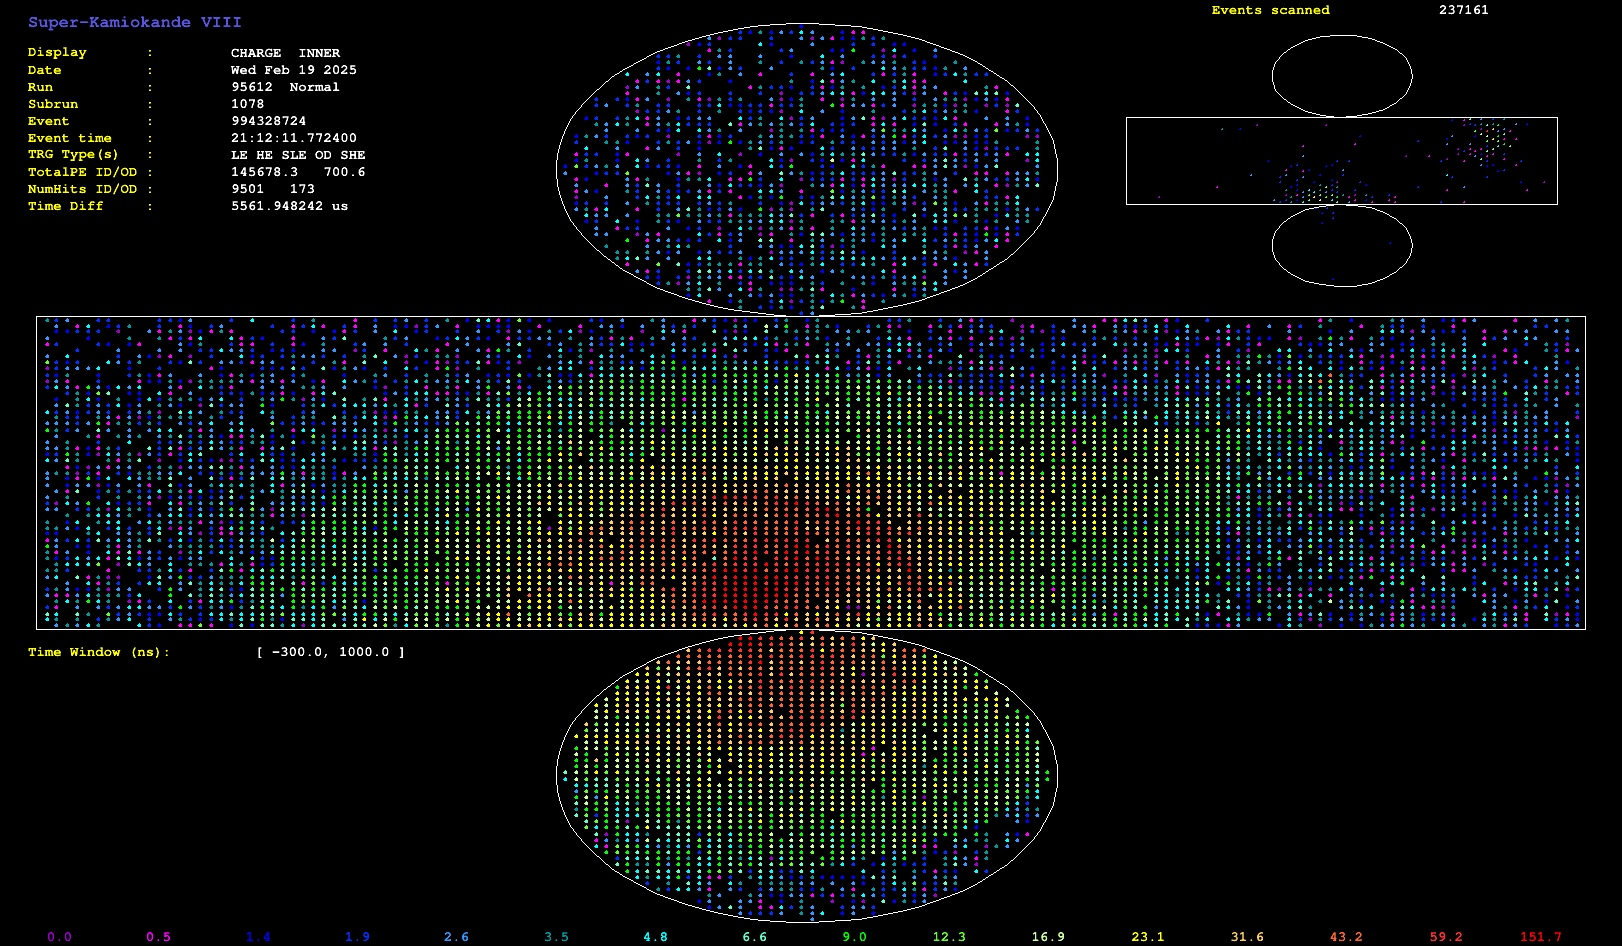 Super-Kamiokande VIII
Events scanned 237161
Display : CHARGE INNER
Date : Wed Feb 19 2025
Run : 95612 Normal
Subrun : 1078
Event : 994328724
Event time : 21:12:11.772400
TRG Type(s) : LE HE SLE OD SHE
TotalPE ID/OD : 145678.3 700.6
NumHits ID/OD : 9501 173
Time Diff : 5561.948242 us
Time Window (ns): [ -300.0, 1000.0 ]
0.0 0.5 1.4 1.9 2.6 3.5 4.8 6.6 9.0 12.3 16.9 23.1 31.6 43.2 59.2 151.7